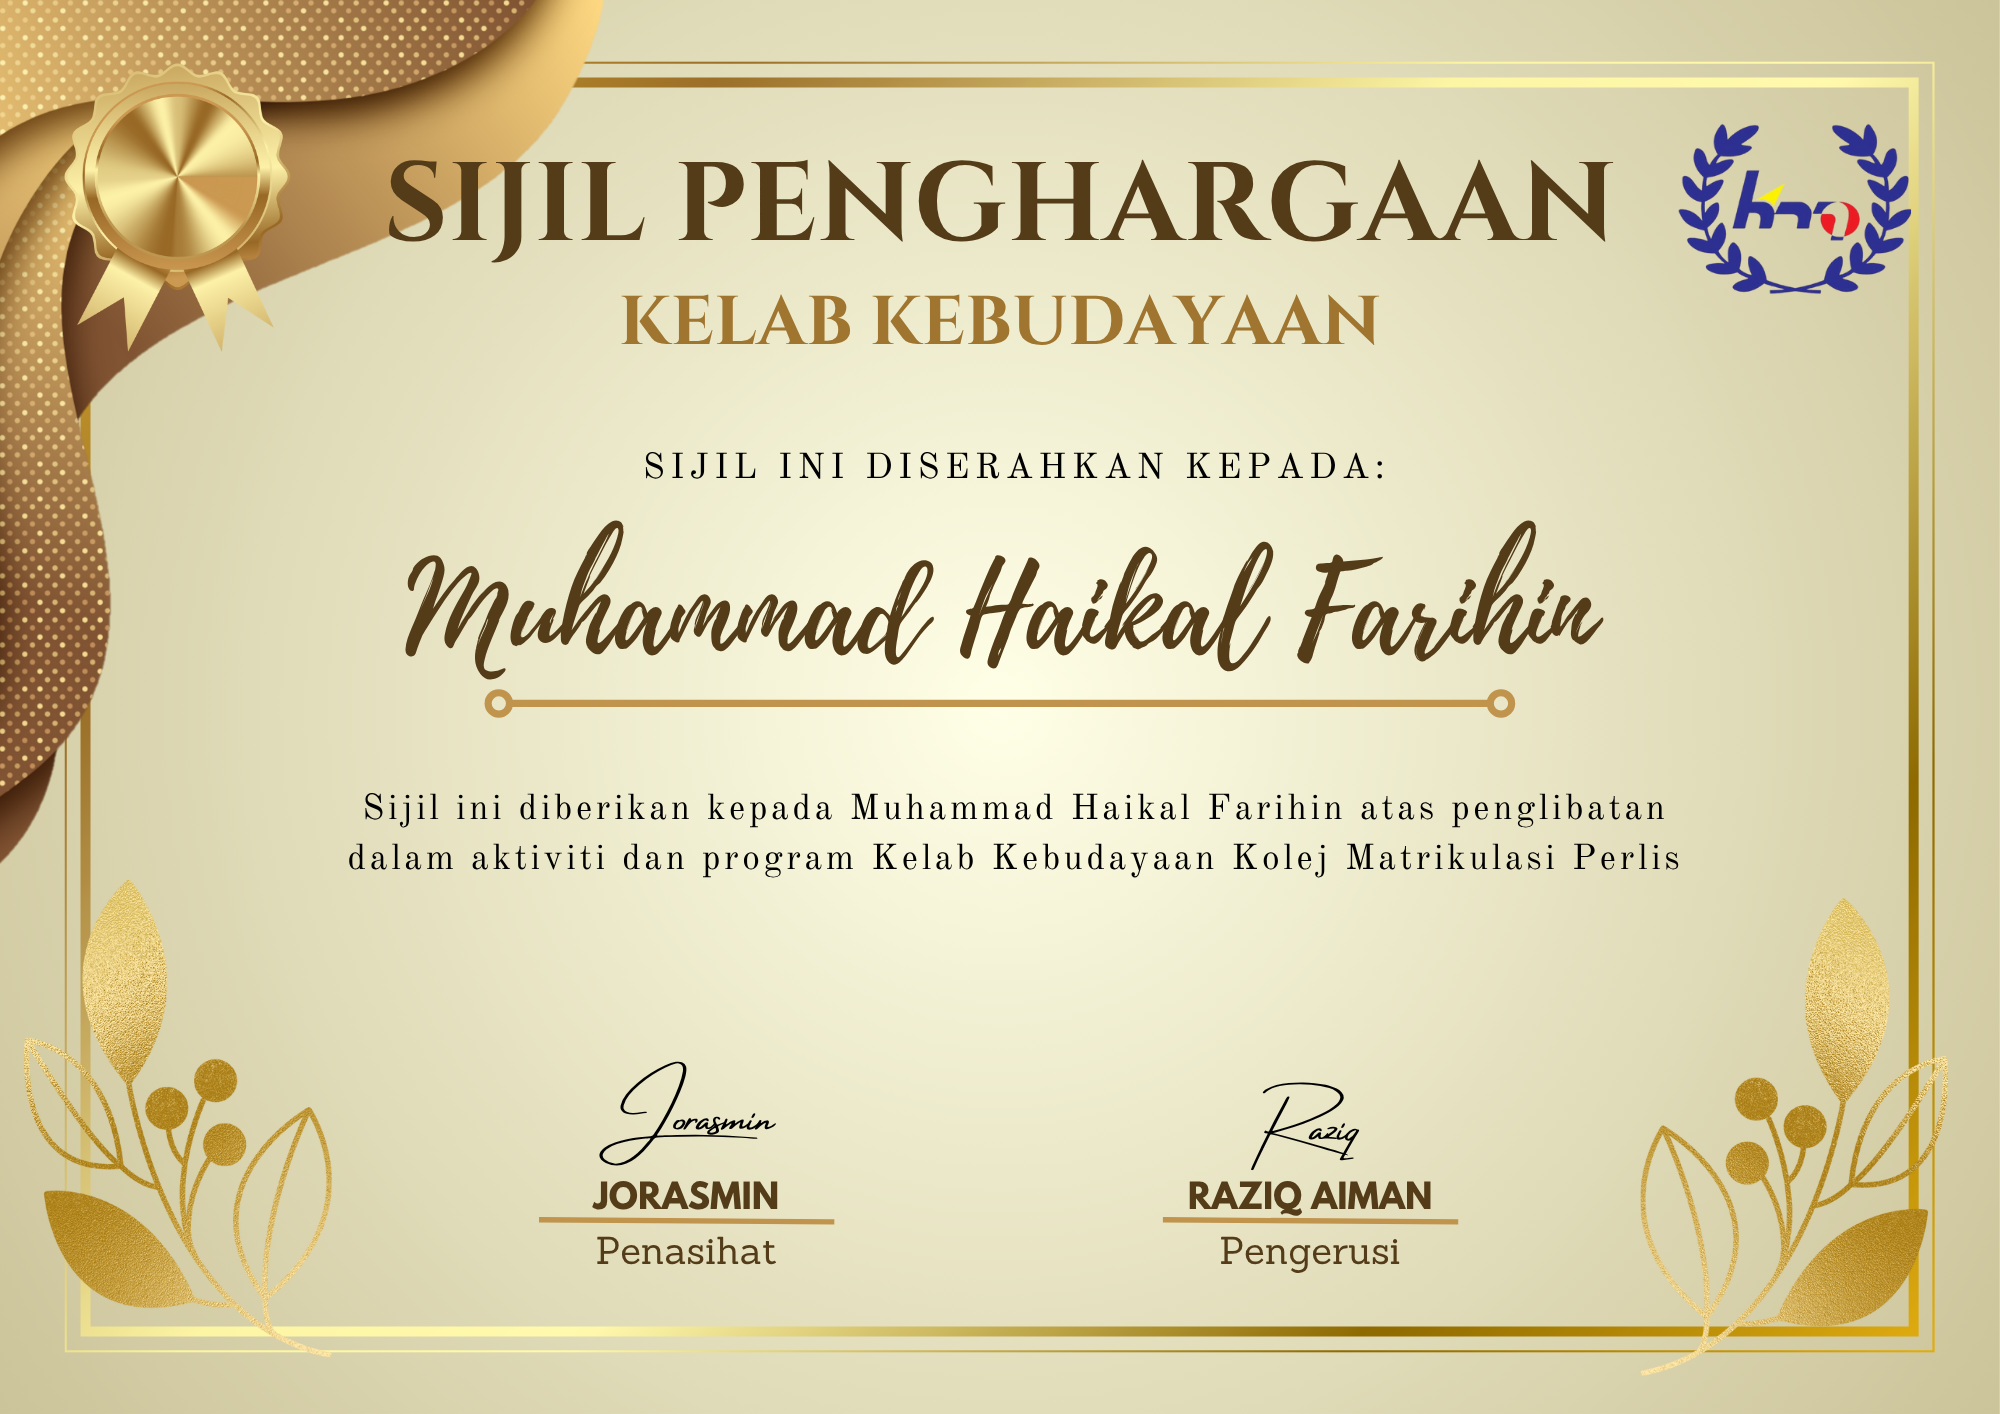 SIJIL PENGHARGAAN
KELAB KEBUDAYAAN
SIJIL INI DISERAHKAN KEPADA:
Muhammad Haikal Farihin
Sijil ini diberikan kepada Muhammad Haikal Farihin atas penglibatan
dalam aktiviti dan program Kelab Kebudayaan Kolej Matrikulasi Perlis
Jorasmin
JORASMIN
Penasihat
Raziq
RAZIQ AIMAN
Pengerusi